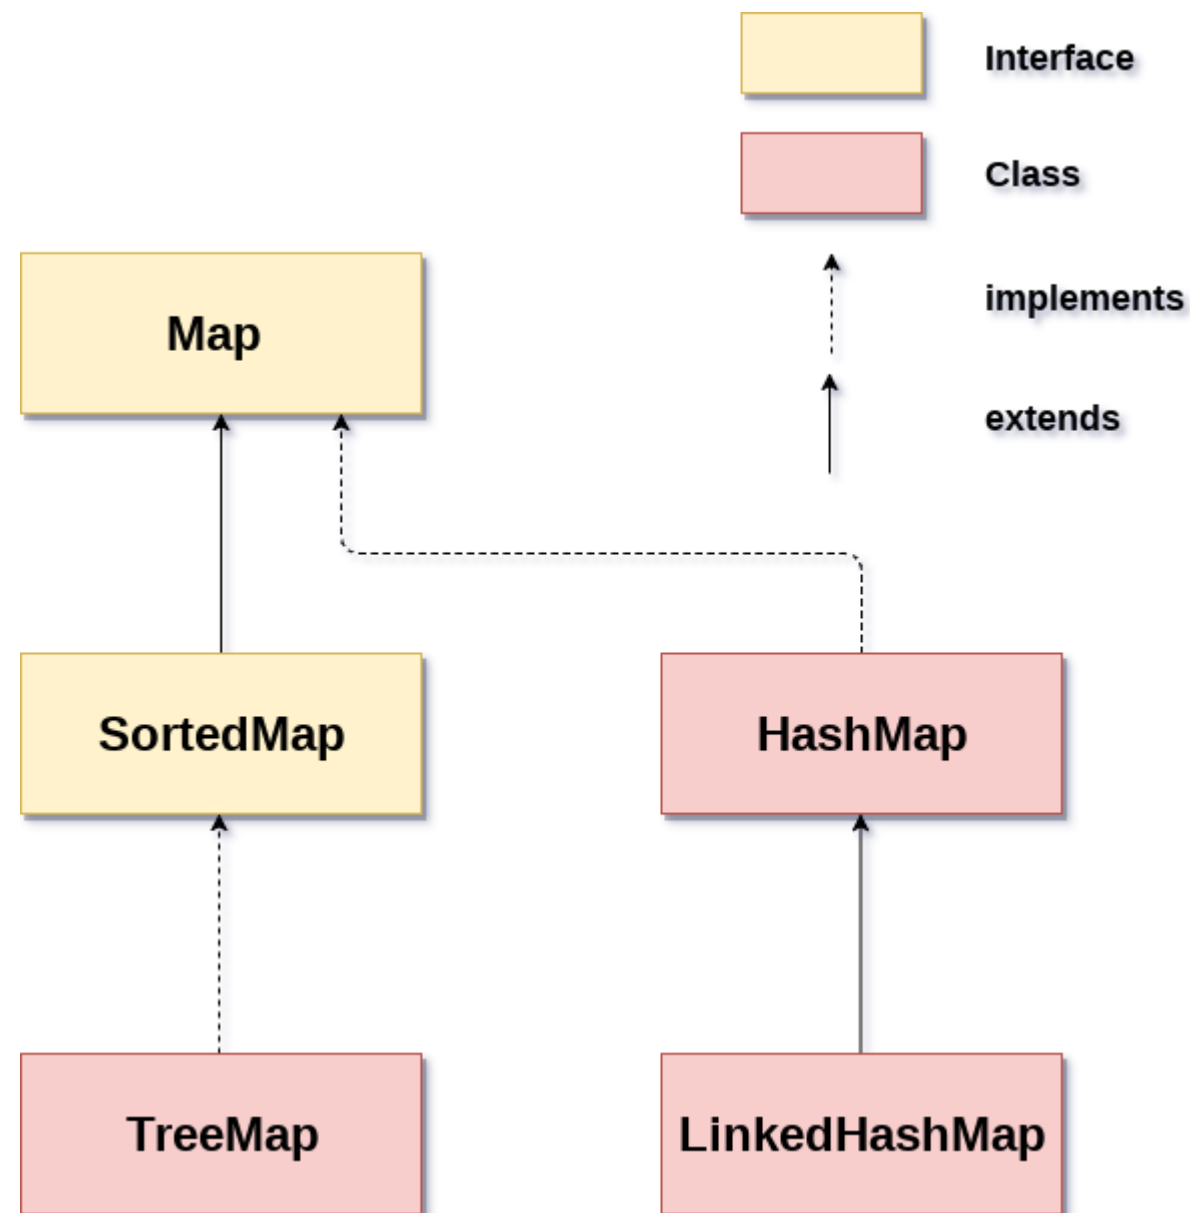 Interface
Class
implements
extends
Map
SortedMap
HashMap
TreeMap
LinkedHashMap